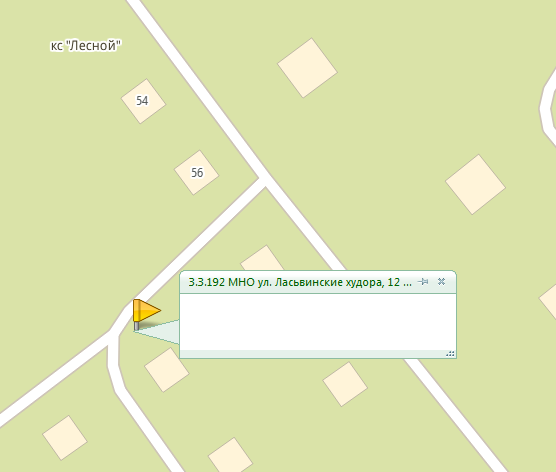 кс "Лесной"
54
56
3.3.192 МНО ул. Ласьвинские худора, 12 ...